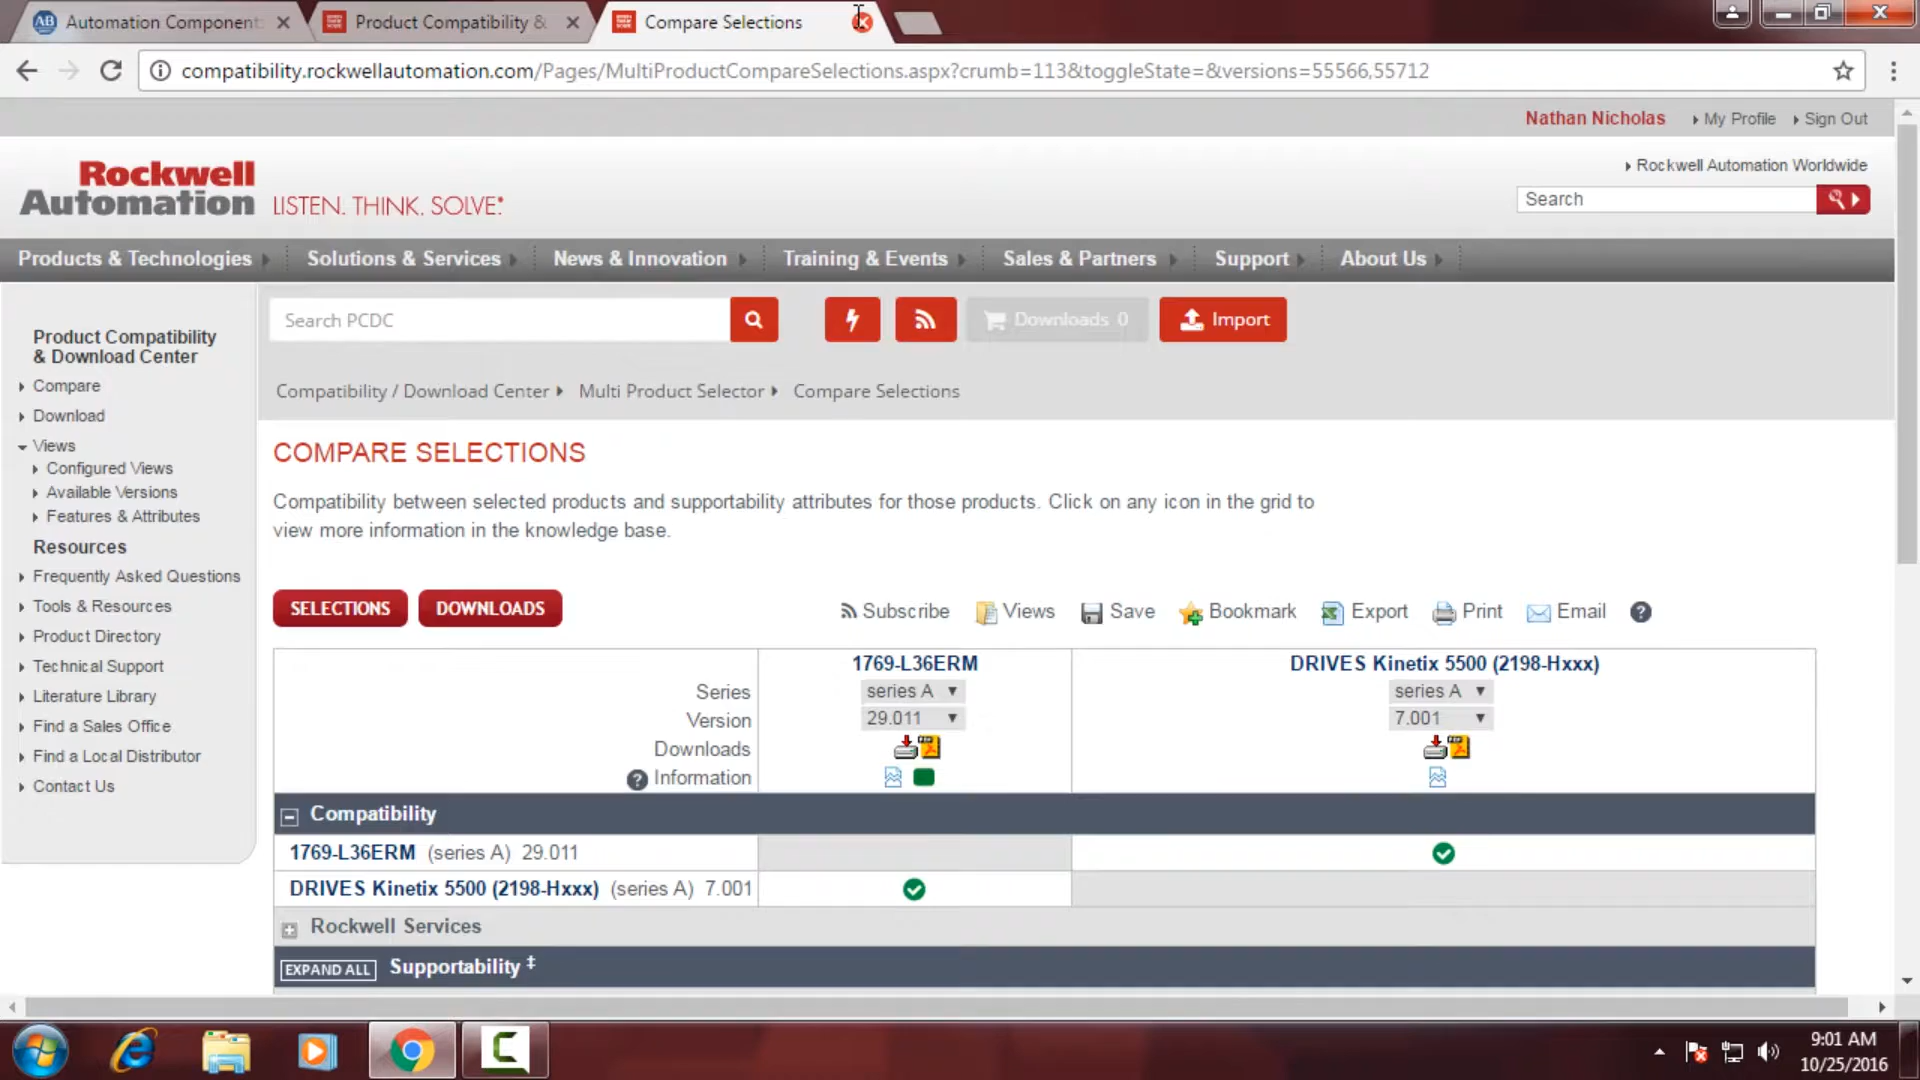 Automation Component
Product Compatibility &
Compare Selections
compatibility.rockwellautomation.com/Pages/MultiProductCompareSelections.aspx?crumb=113&toggleState=&versions=55566,55712
Nathan Nicholas
My Profile
Sign Out
Rockwell
Automation
LISTEN. THINK. SOLVE.
Rockwell Automation Worldwide
Search
Products & Technologies
Solutions & Services
News & Innovation
Training & Events
Sales & Partners
Support
About Us
Product Compatibility
& Download Center
Compare
Download
Views
Configured Views
Available Versions
Features & Attributes
Resources
Frequently Asked Questions
Tools & Resources
Product Directory
Technical Support
Literature Library
Find a Sales Office
Find a Local Distributor
Contact Us
Search PCDC
Downloads 0
Import
Compatibility / Download Center
Multi Product Selector
Compare Selections
COMPARE SELECTIONS
Compatibility between selected products and supportability attributes for those products. Click on any icon in the grid to
view more information in the knowledge base.
SELECTIONS
DOWNLOADS
Subscribe
Views
Save
Bookmark
Export
Print
Email
?
1769-L36ERM
DRIVES Kinetix 5500 (2198-Hxxx)
Series
series A
series A
Version
29.011
7.001
Downloads
? Information
Compatibility
1769-L36ERM (series A) 29.011
DRIVES Kinetix 5500 (2198-Hxxx) (series A) 7.001
Rockwell Services
EXPAND ALL
Supportability ‡
9:01 AM
10/25/2016